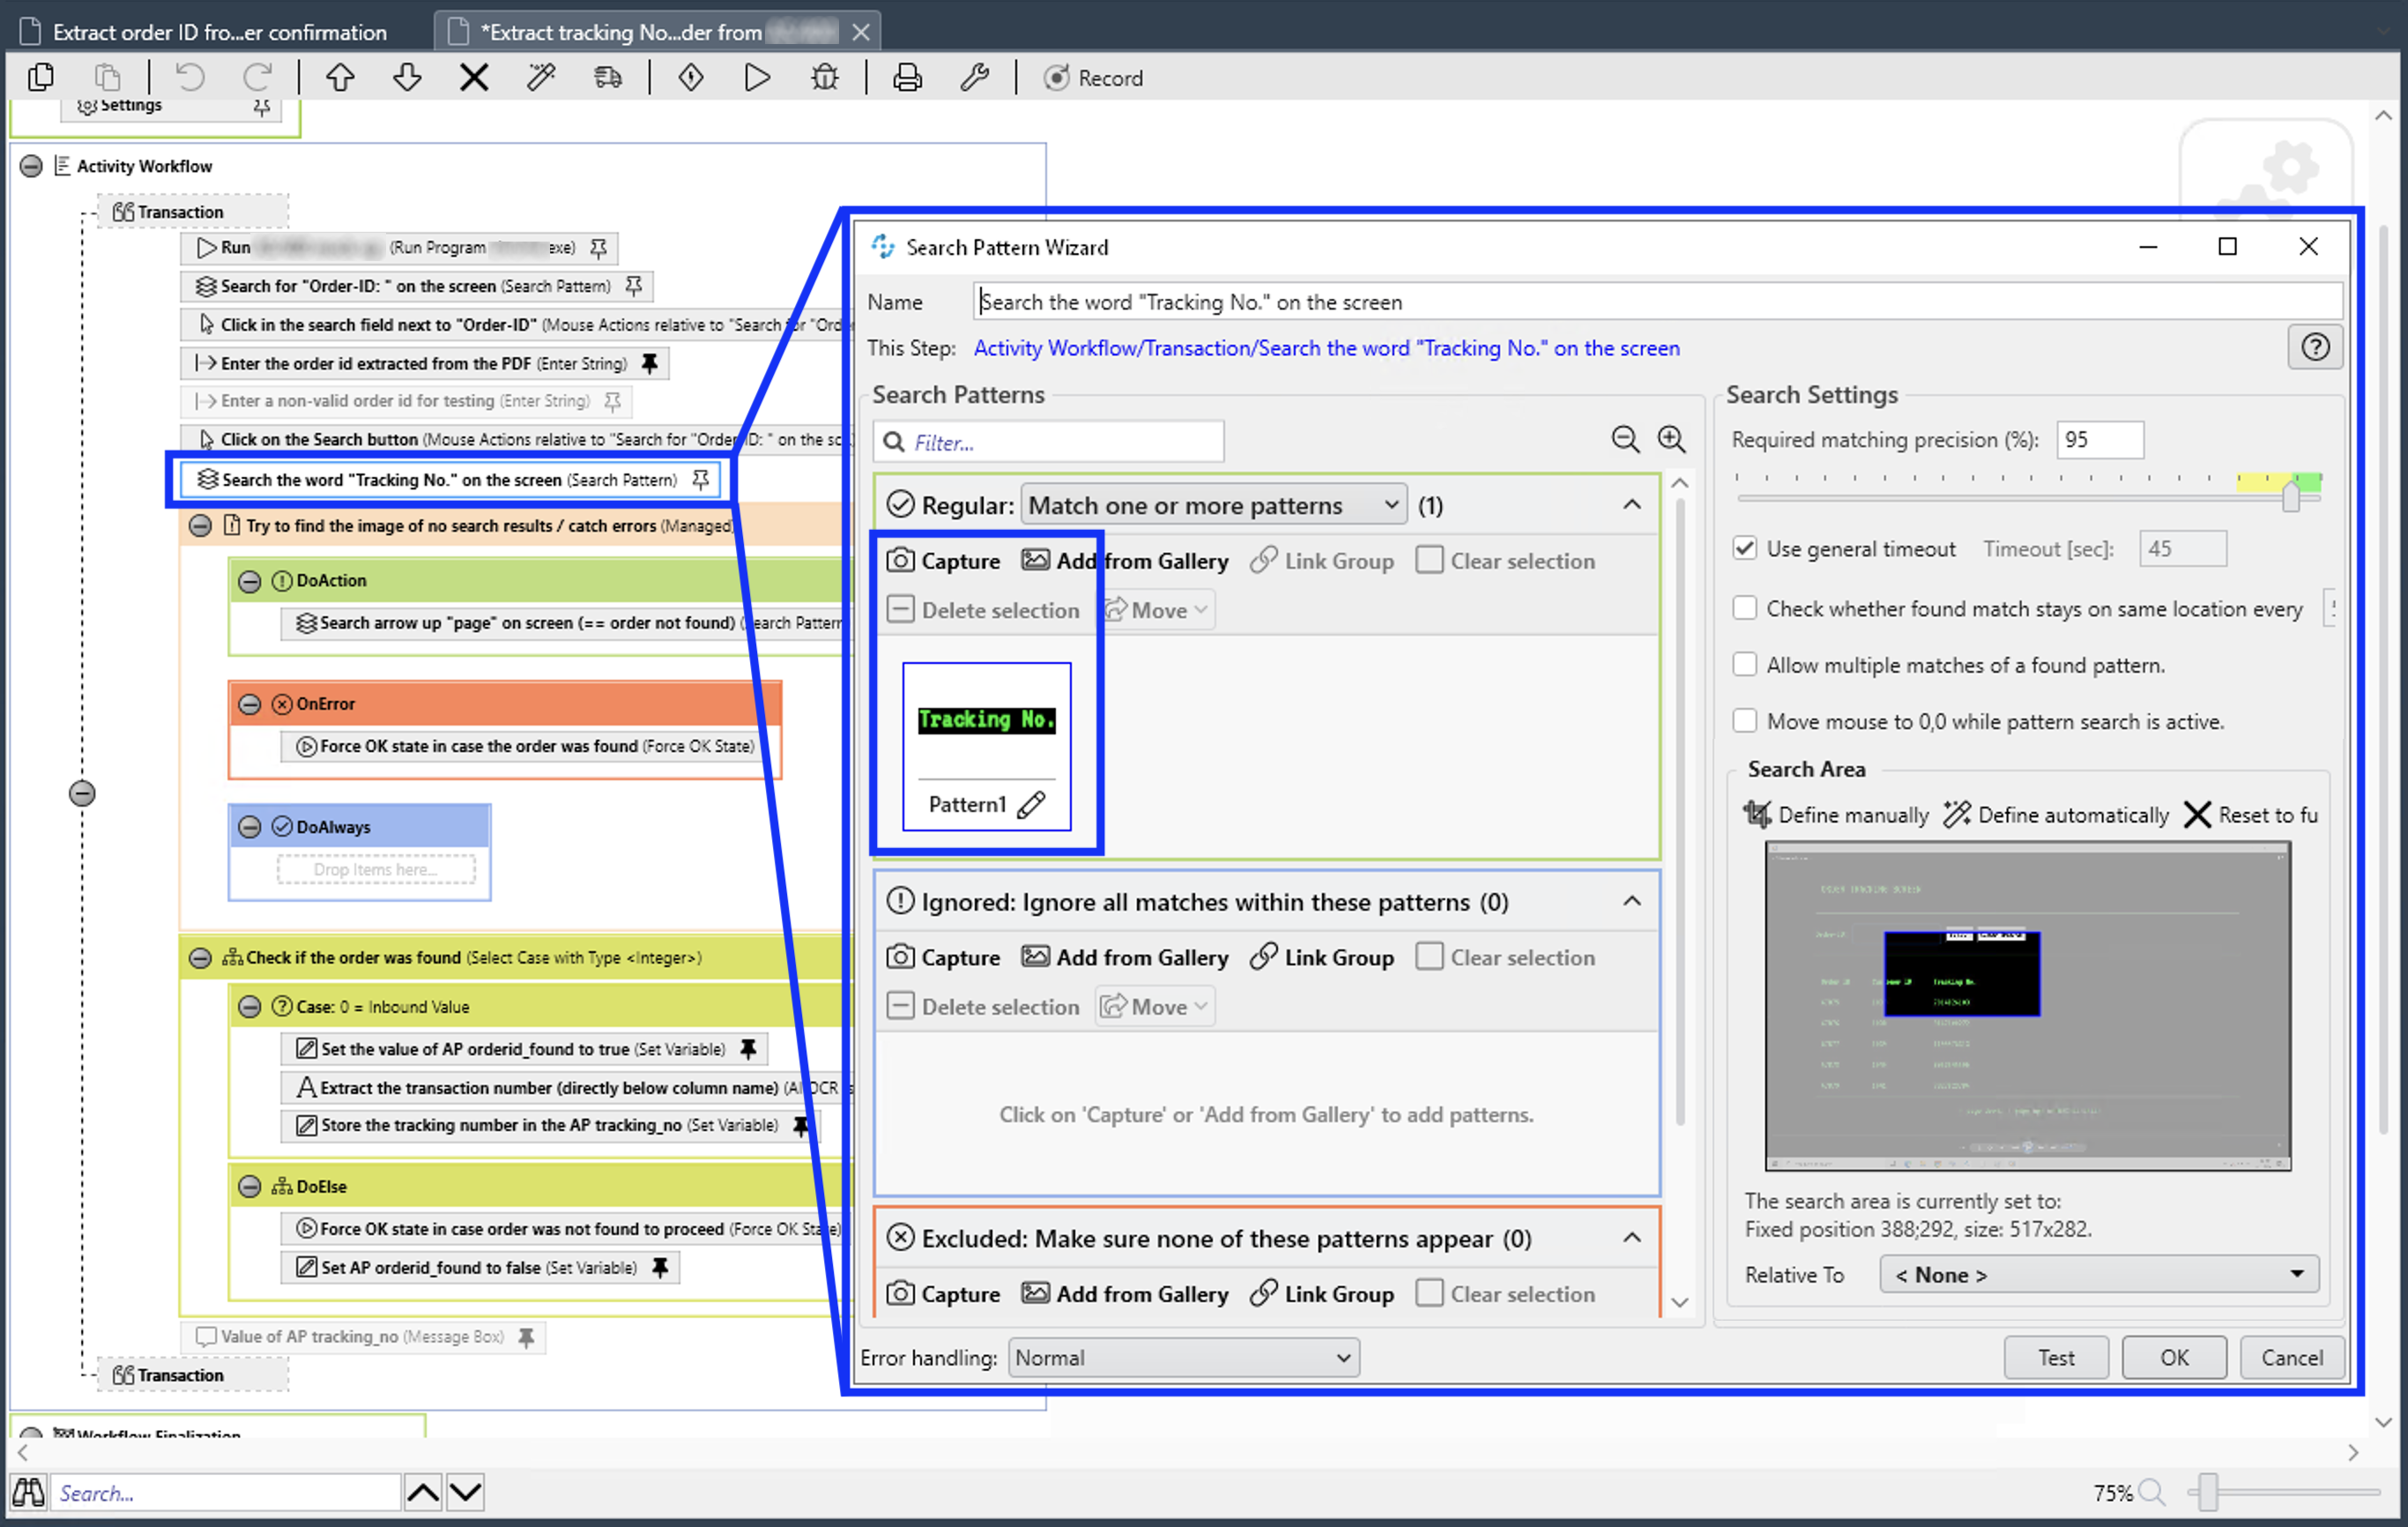 Extract order ID fro...er confirmation
*Extract tracking No...der from
Record
Settings
Activity Workflow
Transaction
Run (Run Program exe)
Search for "Order-ID: " on the screen (Search Pattern)
Click in the search field next to "Order-ID" (Mouse Actions relative to "Search for "Orde
Enter the order id extracted from the PDF (Enter String)
Enter a non-valid order id for testing (Enter String)
Click on the Search button (Mouse Actions relative to "Search for "Order-ID: " on the sc
Search the word "Tracking No." on the screen (Search Pattern)
Try to find the image of no search results / catch errors (Managed)
DoAction
Search arrow up "page" on screen (== order not found) (Search Pattern
OnError
Force OK state in case the order was found (Force OK State)
DoAlways
Drop Items here...
Check if the order was found (Select Case with Type <Integer>)
Case: 0 = Inbound Value
Set the value of AP orderid_found to true (Set Variable)
Extract the transaction number (directly below column name) (AI OCR
Store the tracking number in the AP tracking_no (Set Variable)
DoElse
Force OK state in case order was not found to proceed (Force OK State)
Set AP orderid_found to false (Set Variable)
Value of AP tracking_no (Message Box)
Transaction
Workflow Finalization
Search...
75%
Search Pattern Wizard
Name Search the word "Tracking No." on the screen
This Step: Activity Workflow/Transaction/Search the word "Tracking No." on the screen
Search Patterns
Filter...
Regular: Match one or more patterns (1)
Capture Add from Gallery Link Group Clear selection
Delete selection Move
Tracking No.
Pattern1
Ignored: Ignore all matches within these patterns (0)
Capture Add from Gallery Link Group Clear selection
Delete selection Move
Click on 'Capture' or 'Add from Gallery' to add patterns.
Excluded: Make sure none of these patterns appear (0)
Capture Add from Gallery Link Group Clear selection
Error handling: Normal
Search Settings
Required matching precision (%): 95
Use general timeout Timeout [sec]: 45
Check whether found match stays on same location every
Allow multiple matches of a found pattern.
Move mouse to 0,0 while pattern search is active.
Search Area
Define manually Define automatically Reset to fu
ORDER TRACKING SCREEN
Order ID
Tracking No.
The search area is currently set to:
Fixed position 388;292, size: 517x282.
Relative To < None >
Test OK Cancel